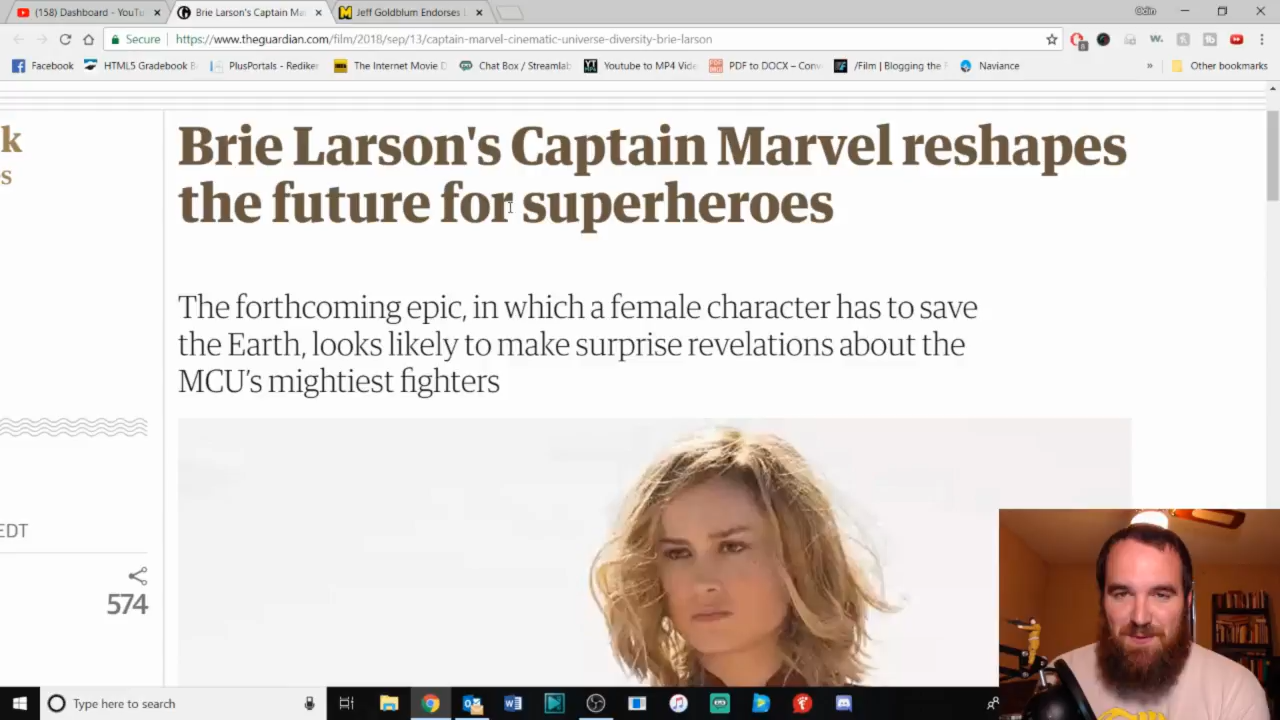 (158) Dashboard - YouTu
Brie Larson's Captain Ma
Jeff Goldblum Endorses
Odin
Secure
https://www.theguardian.com/film/2018/sep/13/captain-marvel-cinematic-universe-diversity-brie-larson
Facebook
HTML5 Gradebook
PlusPortals - Rediker
The Internet Movie D
Chat Box / Streamlab
Youtube to MP4 Vide
PDF to DOCX – Conv
/Film | Blogging the
Naviance
»
Other bookmarks
k
s
Brie Larson's Captain Marvel reshapes
the future for superheroes
The forthcoming epic, in which a female character has to save
the Earth, looks likely to make surprise revelations about the
MCU's mightiest fighters
EDT
574
Type here to search